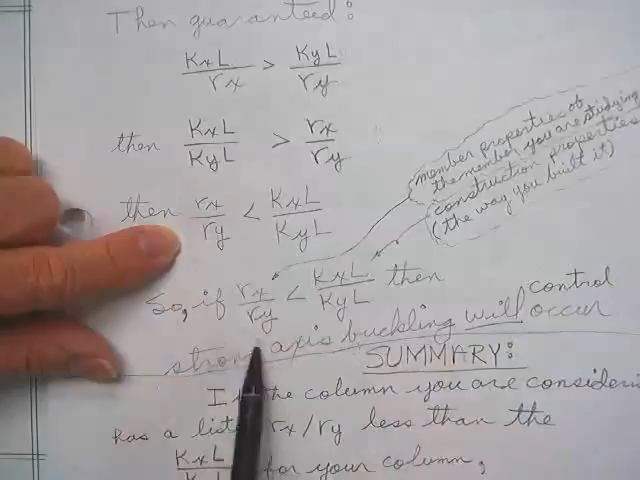 Then guaranteed:
KxL/rx > KyL/ry
then KxL/KyL > rx/ry
then rx/ry < KxL/KyL
member properties of
the member you are studying
construction properties
(the way you built it)
So, if rx/ry < KxL/KyL then
control
strong axis buckling will occur
SUMMARY:
the column you are considerin
has a list rx/ry less than the
KxL
for your column,